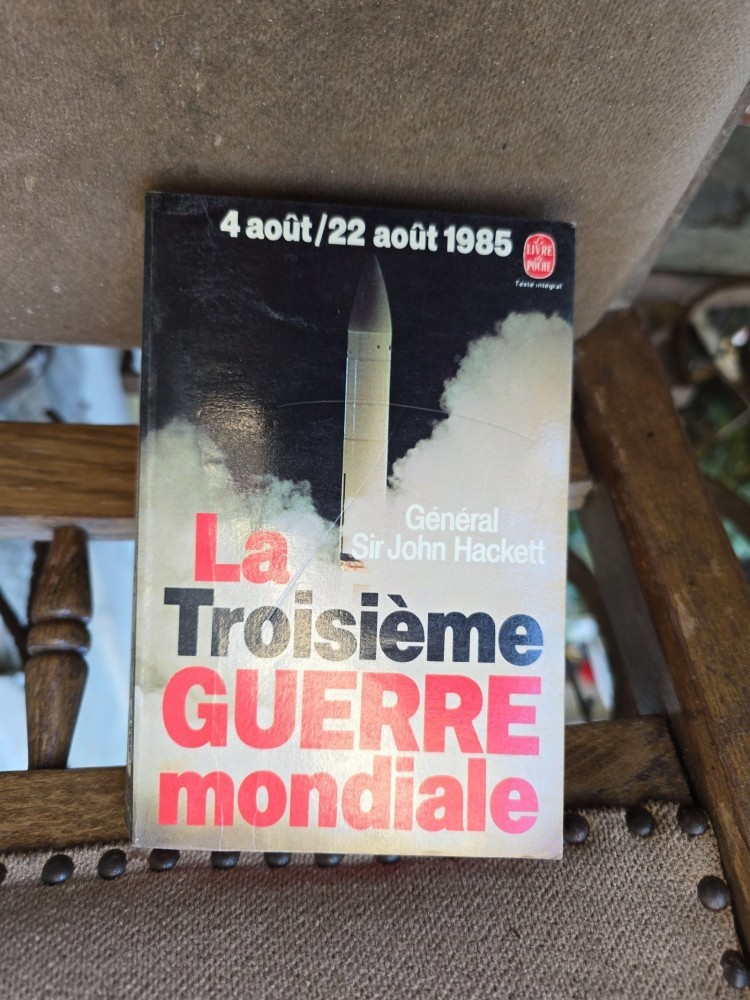 4 août/22 août 1985
Le
LIVRE
de
POCHE
Texte intégral
Général
Sir John Hackett
La
Troisième
GUERRE
mondiale